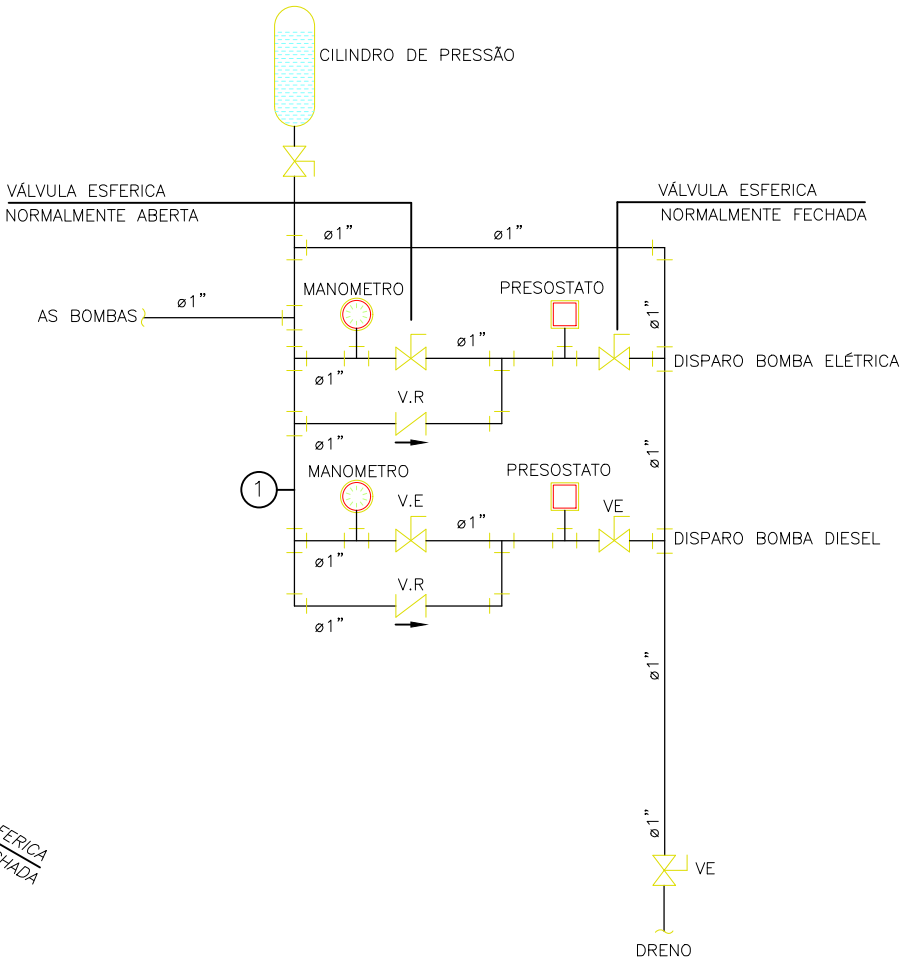 CILINDRO DE PRESSÃO
VÁLVULA ESFERICA
NORMALMENTE ABERTA
VÁLVULA ESFERICA
NORMALMENTE FECHADA
ø1"
ø1"
MANOMETRO
PRESOSTATO
AS BOMBAS
ø1"
ø1"
ø1"
DISPARO BOMBA ELÉTRICA
ø1"
V.R
ø1"
ø1"
MANOMETRO
PRESOSTATO
1
V.E
VE
ø1"
DISPARO BOMBA DIESEL
ø1"
V.R
ø1"
ø1"
ø1"
FERICA
CHADA
VE
DRENO